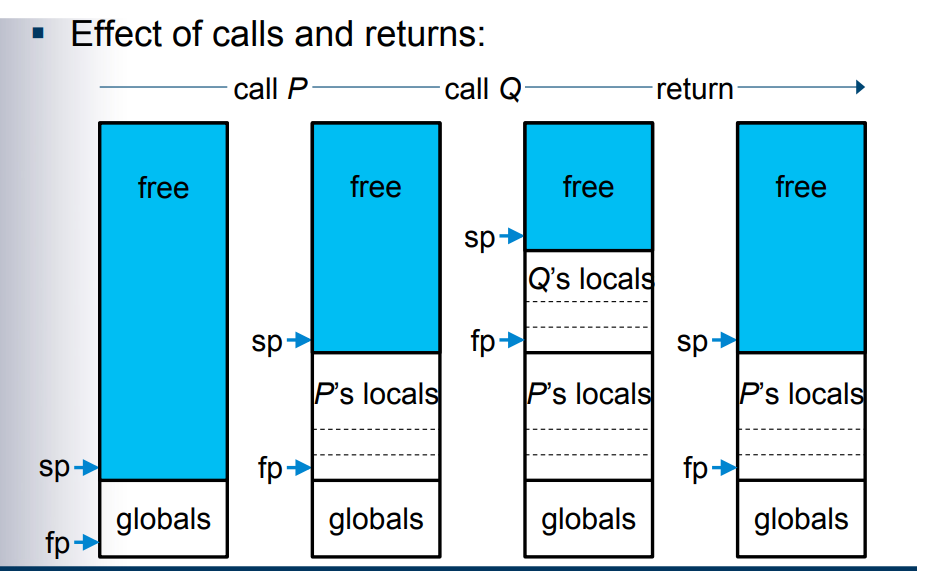 Effect of calls and returns:
call P call Q return
free free free free
sp
Q's locals
sp fp sp
P's locals P's locals P's locals
sp fp fp
globals globals globals globals
fp